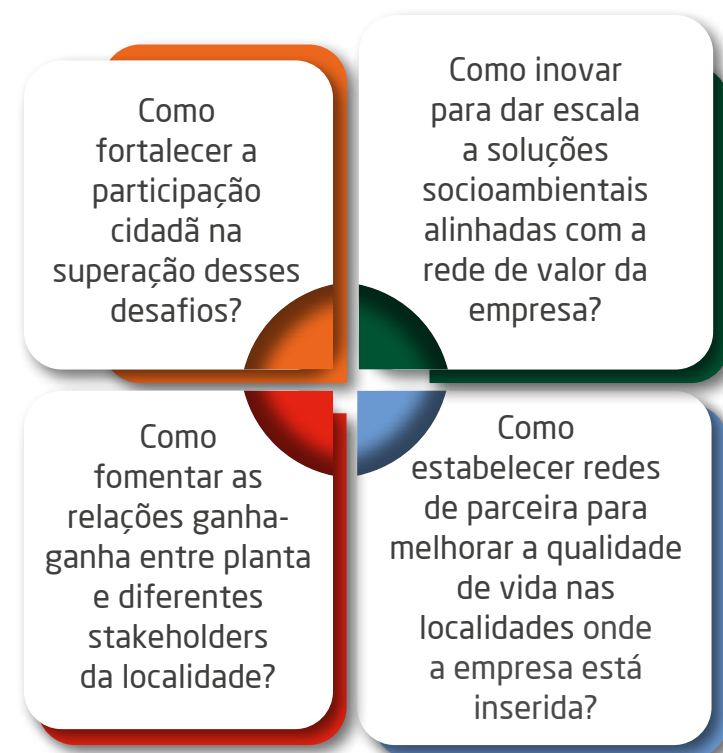 Como
fortalecer a
participação
cidadã na
superação desses
desafios?
Como inovar
para dar escala
a soluções
socioambientais
alinhadas com a
rede de valor da
empresa?
Como
fomentar as
relações ganha-
ganha entre planta
e diferentes
stakeholders
da localidade?
Como
estabelecer redes
de parceira para
melhorar a qualidade
de vida nas
localidades onde
a empresa está
inserida?